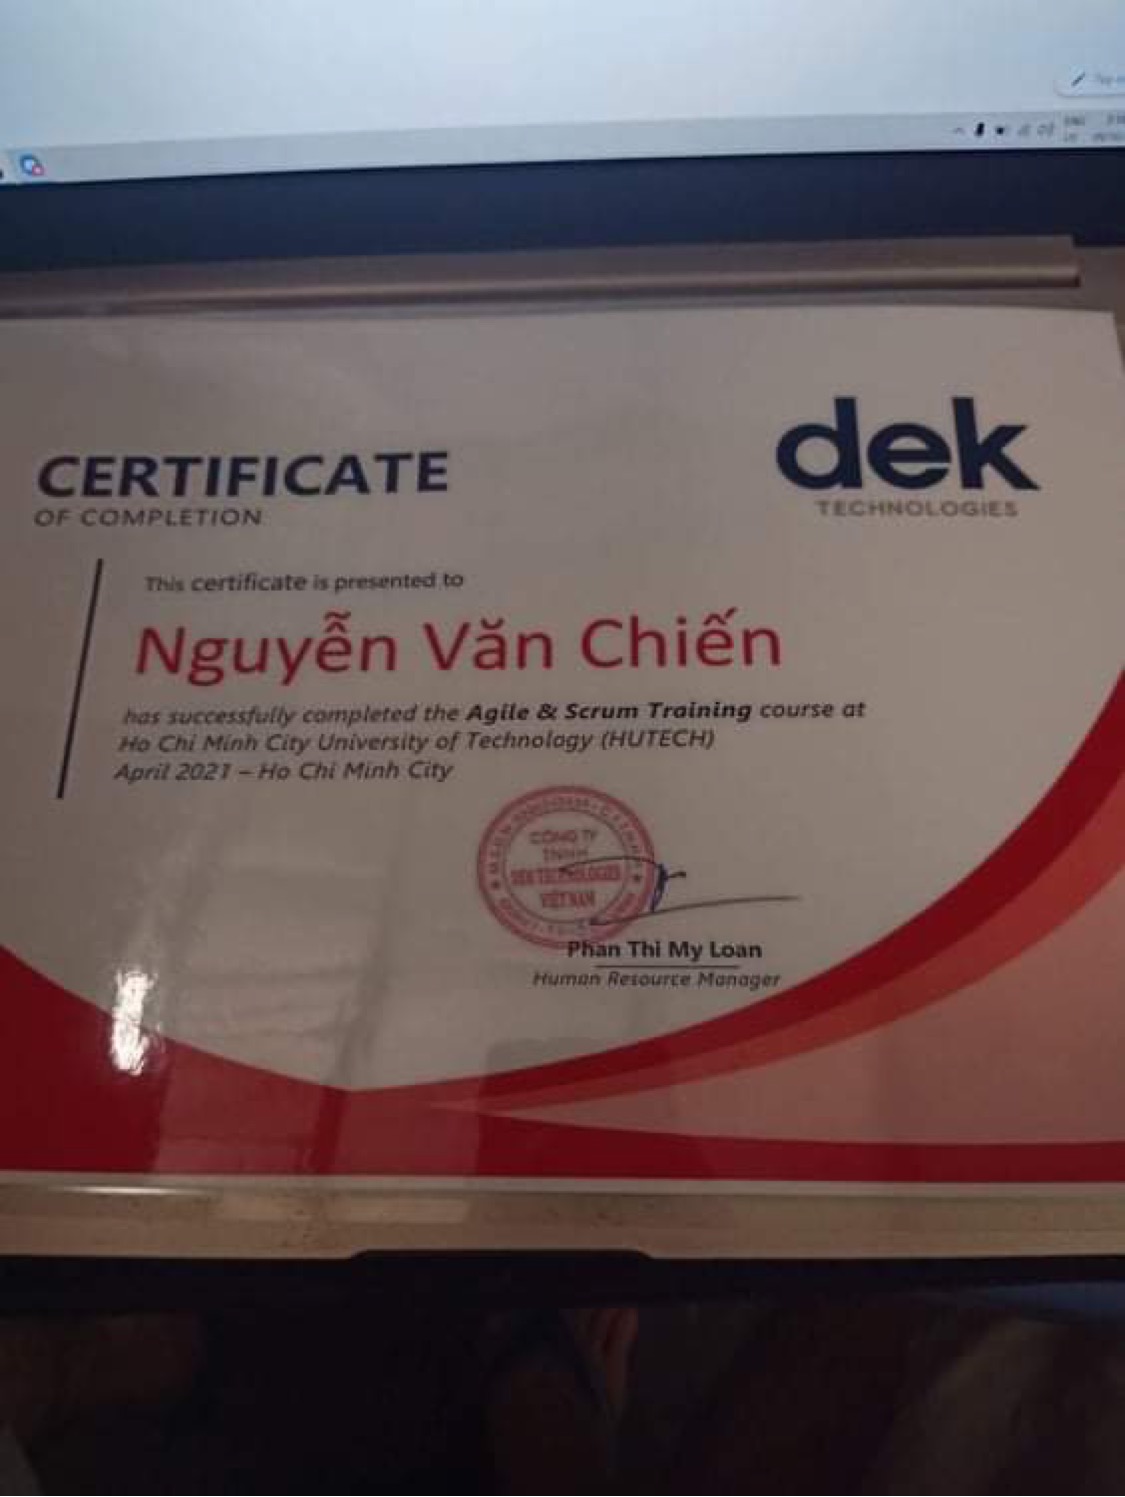 CERTIFICATE
OF COMPLETION
dek
TECHNOLOGIES
This certificate is presented to
Nguyễn Văn Chiến
has successfully completed the Agile & Scrum Training course at
Ho Chi Minh City University of Technology (HUTECH)
April 2021 – Ho Chi Minh City
CÔNG TY
TNHH
DEK TECHNOLOGIES
VIỆT NAM
Phan Thi My Loan
Human Resource Manager